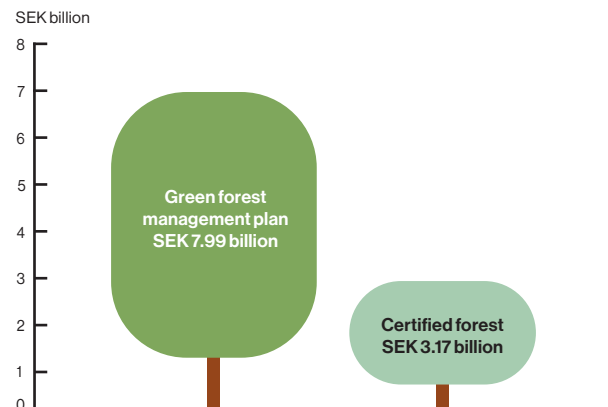 SEK billion
8
7
6
5
4
3
2
1
0
Green forest
management plan
SEK 7.99 billion
Certified forest
SEK 3.17 billion